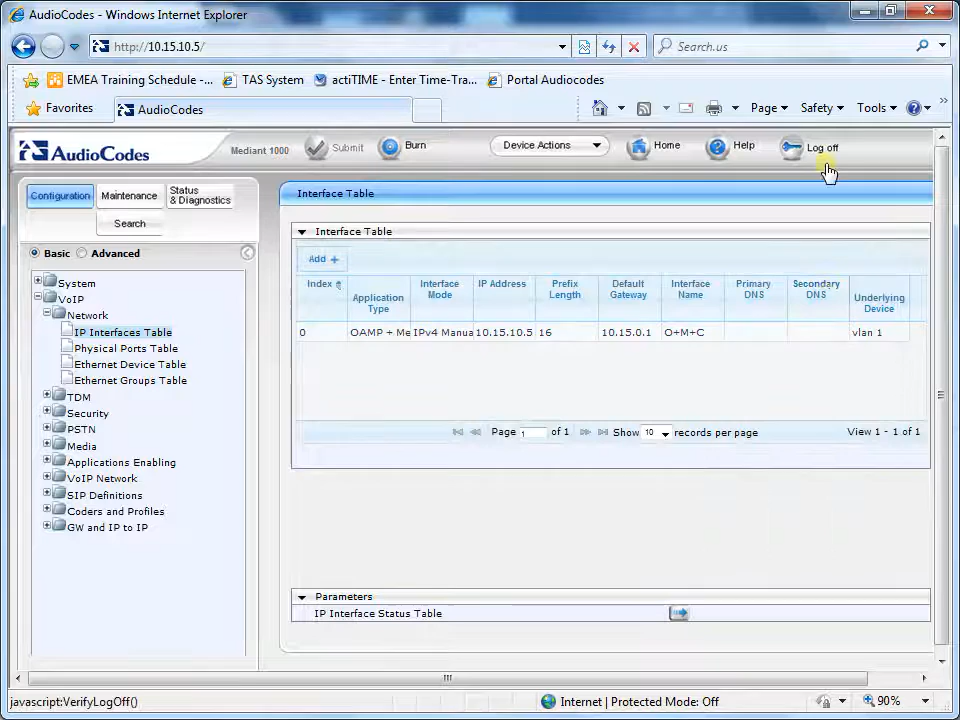 AudioCodes - Windows Internet Explorer
http://10.15.10.5/
Search.us
EMEA Training Schedule -... TAS System actiTIME - Enter Time-Tra... Portal Audiocodes
Favorites AudioCodes Page Safety Tools »
AudioCodes Mediant 1000 Submit Burn Device Actions Home Help Log off
Configuration Maintenance Status & Diagnostics
Search
Basic Advanced
System
VoIP
Network
IP Interfaces Table
Physical Ports Table
Ethernet Device Table
Ethernet Groups Table
TDM
Security
PSTN
Media
Applications Enabling
VoIP Network
SIP Definitions
Coders and Profiles
GW and IP to IP
Interface Table
Interface Table
Add +
Index Application Type Interface Mode IP Address Prefix Length Default Gateway Interface Name Primary DNS Secondary DNS Underlying Device
0 OAMP + Me IPv4 Manua 10.15.10.5 16 10.15.0.1 O+M+C vlan 1
Page 1 of 1 Show 10 records per page View 1 - 1 of 1
Parameters
IP Interface Status Table
javascript:VerifyLogOff() Internet | Protected Mode: Off 90%